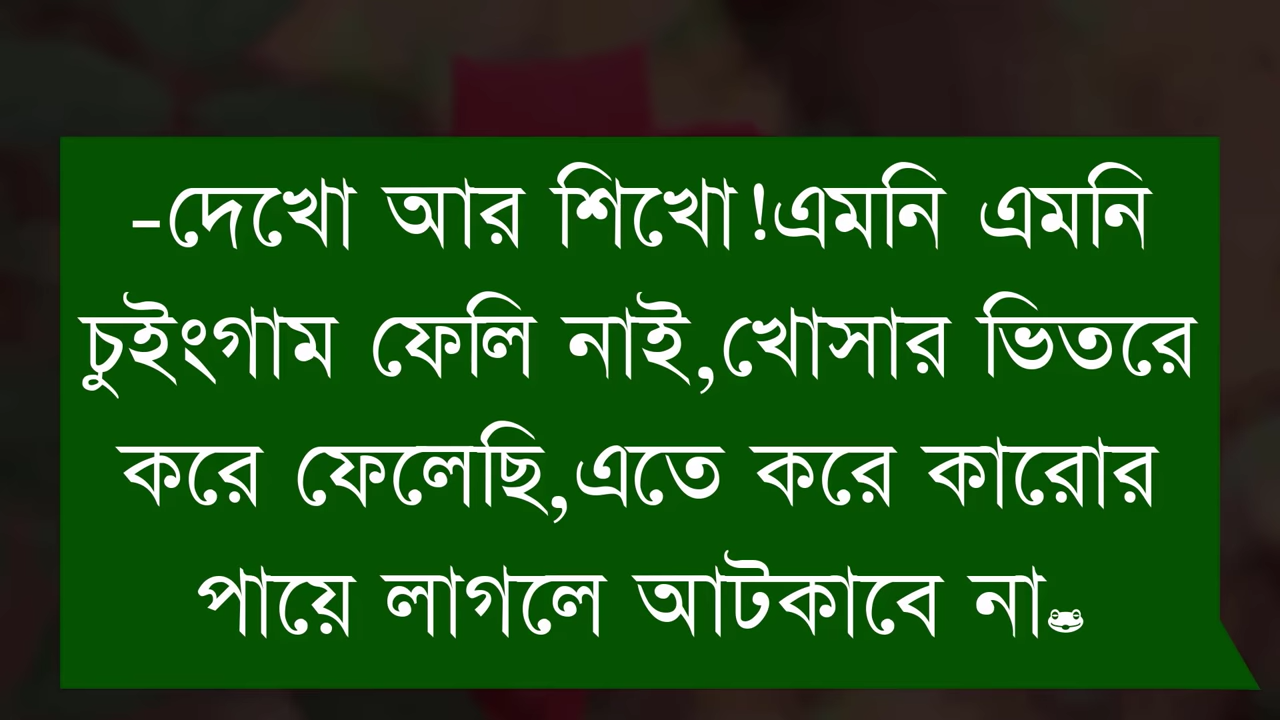 -দেখো আর শিখো!এমনি এমনি
চুইংগাম ফেলি নাই,খোসার ভিতরে
করে ফেলেছি,এতে করে কারোর
পায়ে লাগলে আটকাবে না🐸